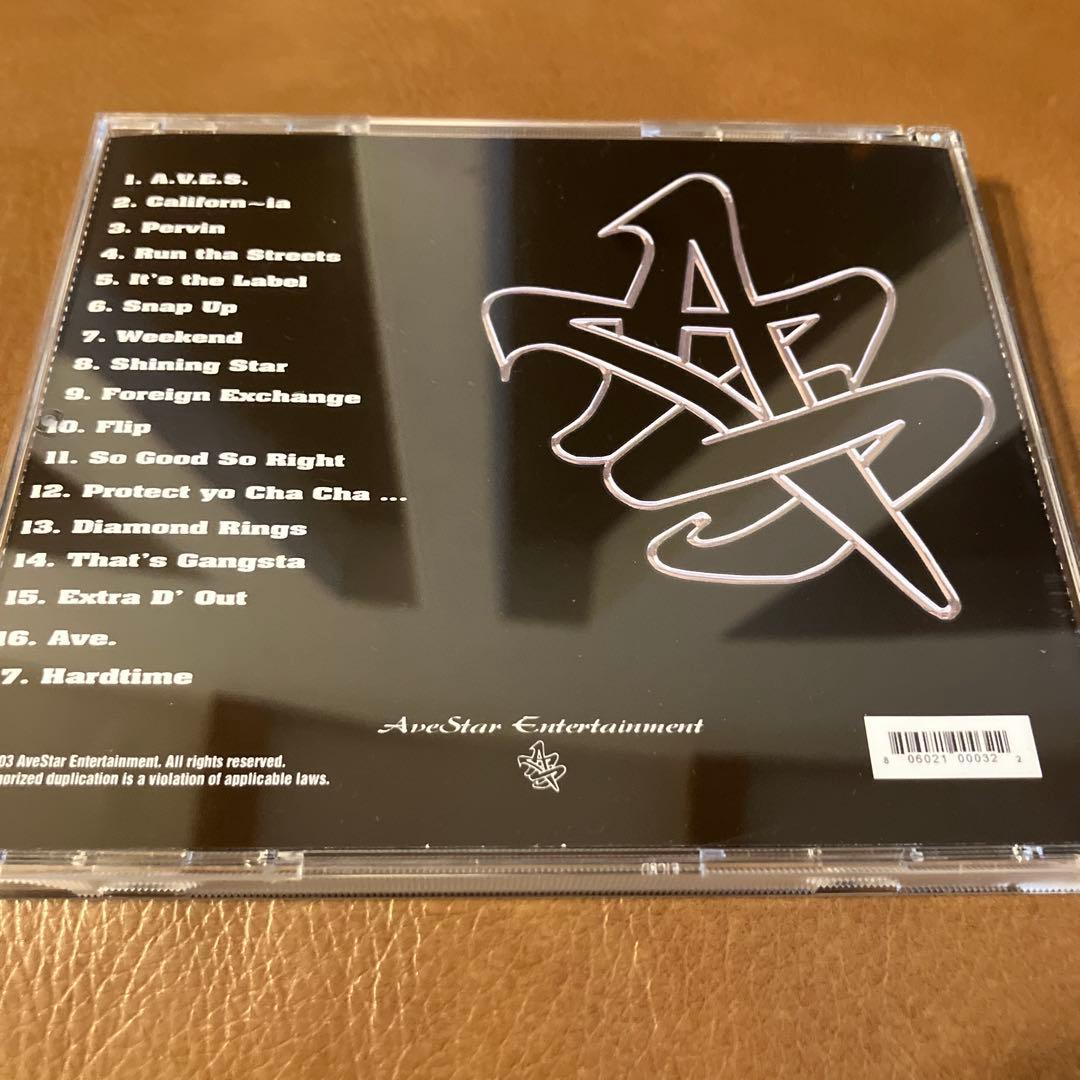 1. A.V.E.S.
2. Californ~ia
3. Pervin
4. Run tha Streets
5. It's the Label
6. Snap Up
7. Weekend
8. Shining Star
9. Foreign Exchange
10. Flip
11. So Good So Right
12. Protect yo Cha Cha ...
13. Diamond Rings
14. That's Gangsta
15. Extra D' Out
16. Ave.
7. Hardtime
AveStar Entertainment
03 AveStar Entertainment. All rights reserved.
orized duplication is a violation of applicable laws.
8 06021 00032 2